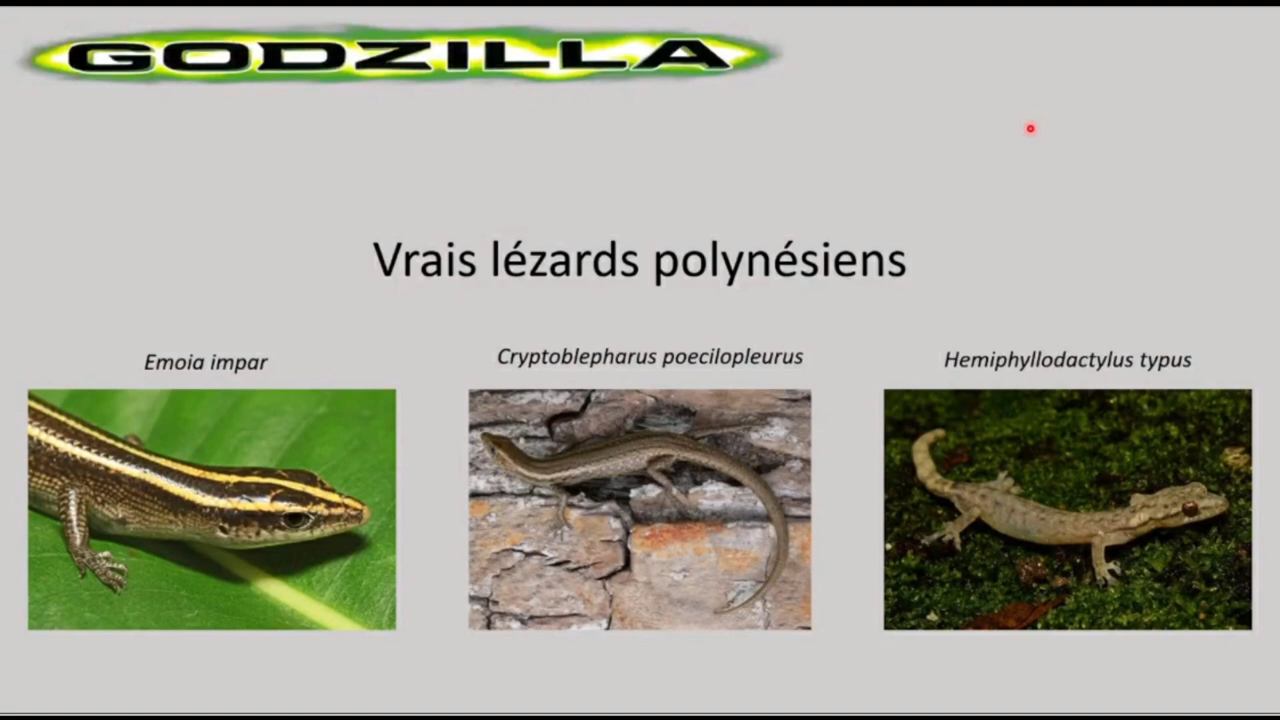 GODZILLA
Vrais lézards polynésiens
Emoia impar
Cryptoblepharus poecilopleurus
Hemiphyllodactylus typus